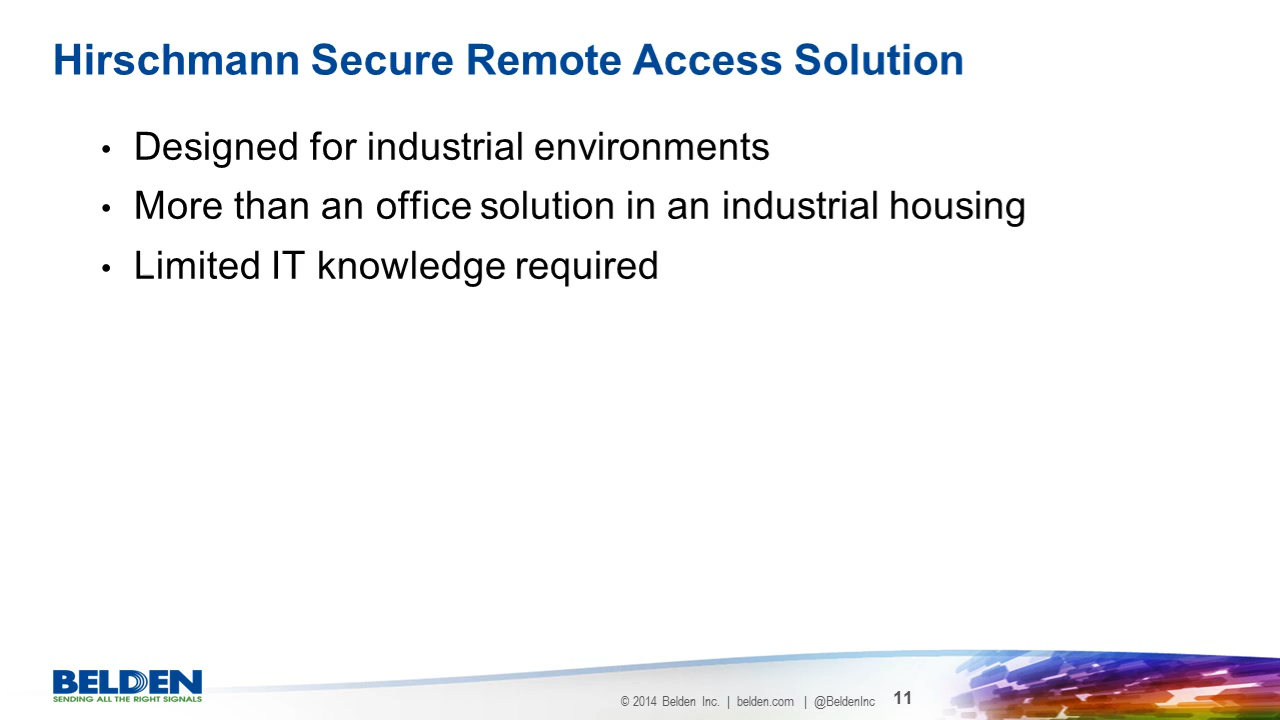 Hirschmann Secure Remote Access Solution
• Designed for industrial environments
• More than an office solution in an industrial housing
• Limited IT knowledge required
BELDEN
SENDING ALL THE RIGHT SIGNALS
© 2014 Belden Inc. | belden.com | @BeldenInc 11